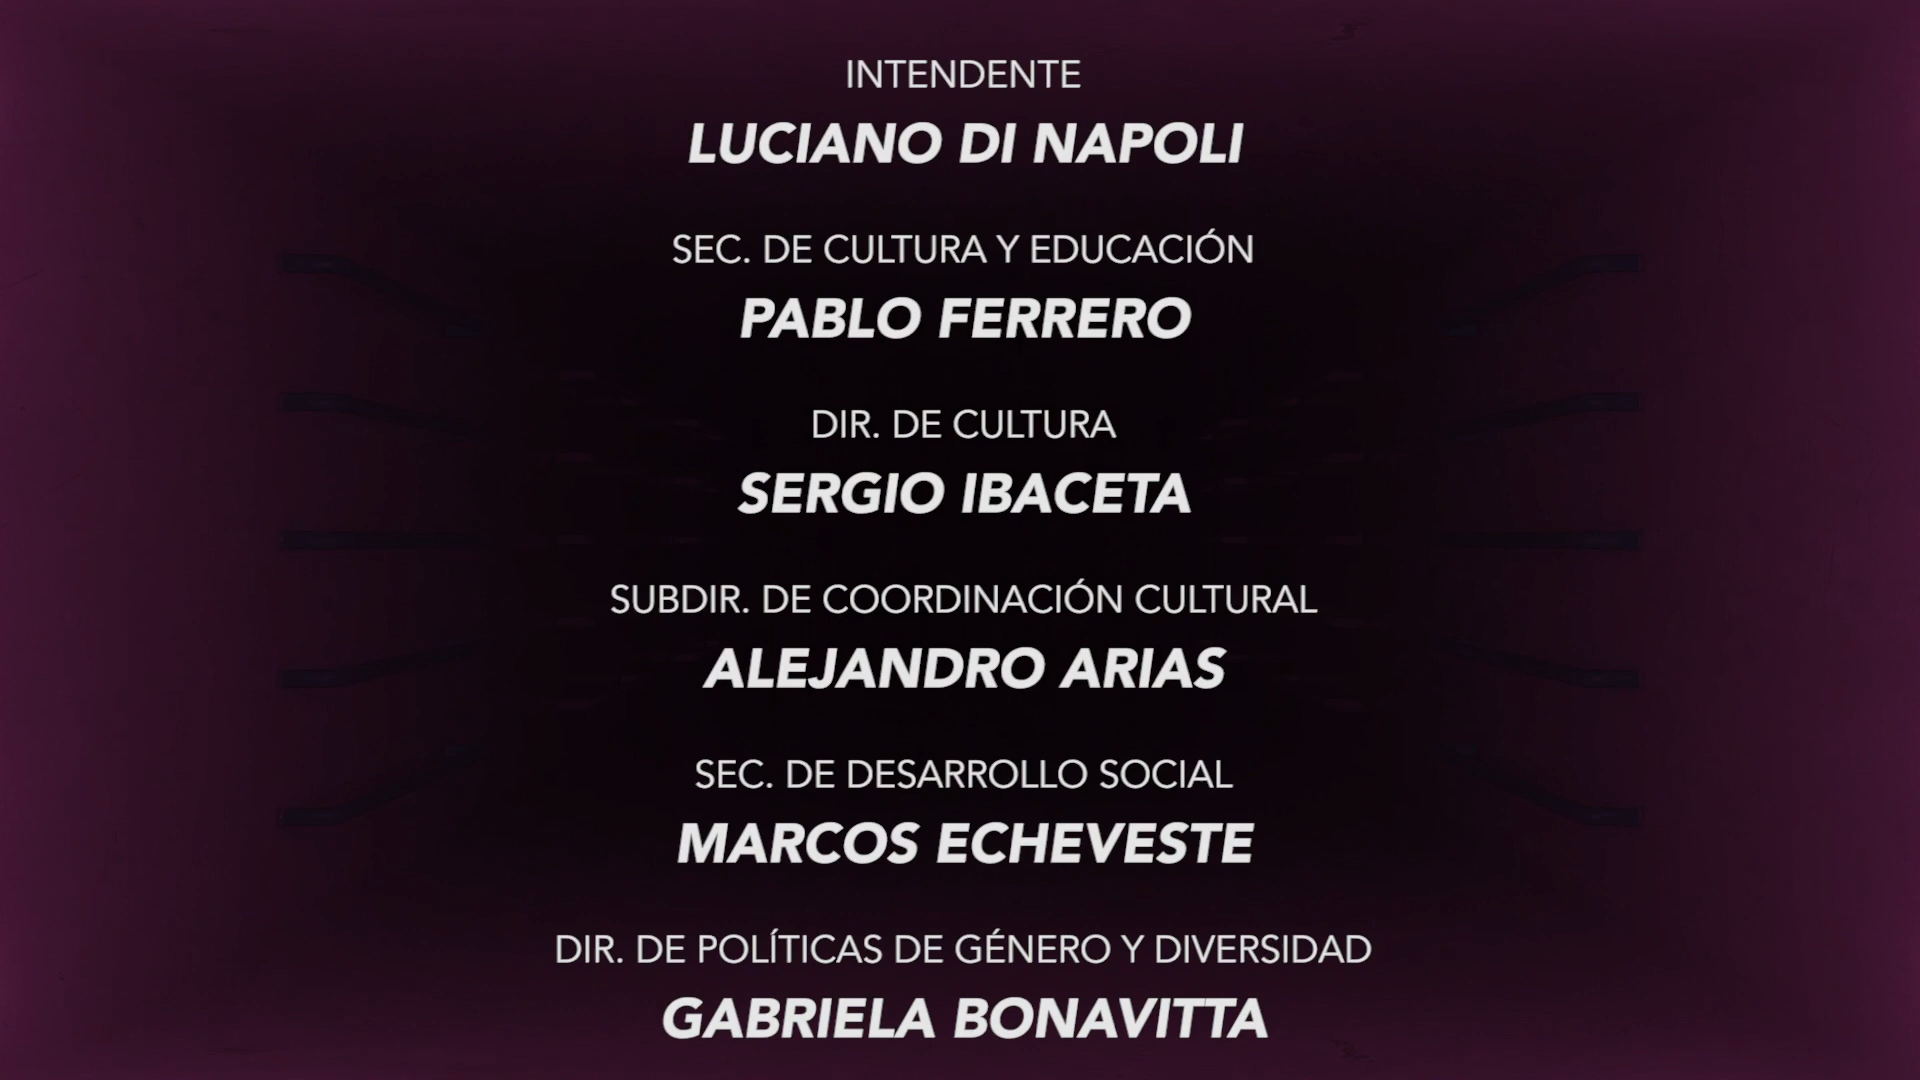 INTENDENTE
LUCIANO DI NAPOLI
SEC. DE CULTURA Y EDUCACIÓN
PABLO FERRERO
DIR. DE CULTURA
SERGIO IBACETA
SUBDIR. DE COORDINACIÓN CULTURAL
ALEJANDRO ARIAS
SEC. DE DESARROLLO SOCIAL
MARCOS ECHEVESTE
DIR. DE POLÍTICAS DE GÉNERO Y DIVERSIDAD
GABRIELA BONAVITTA